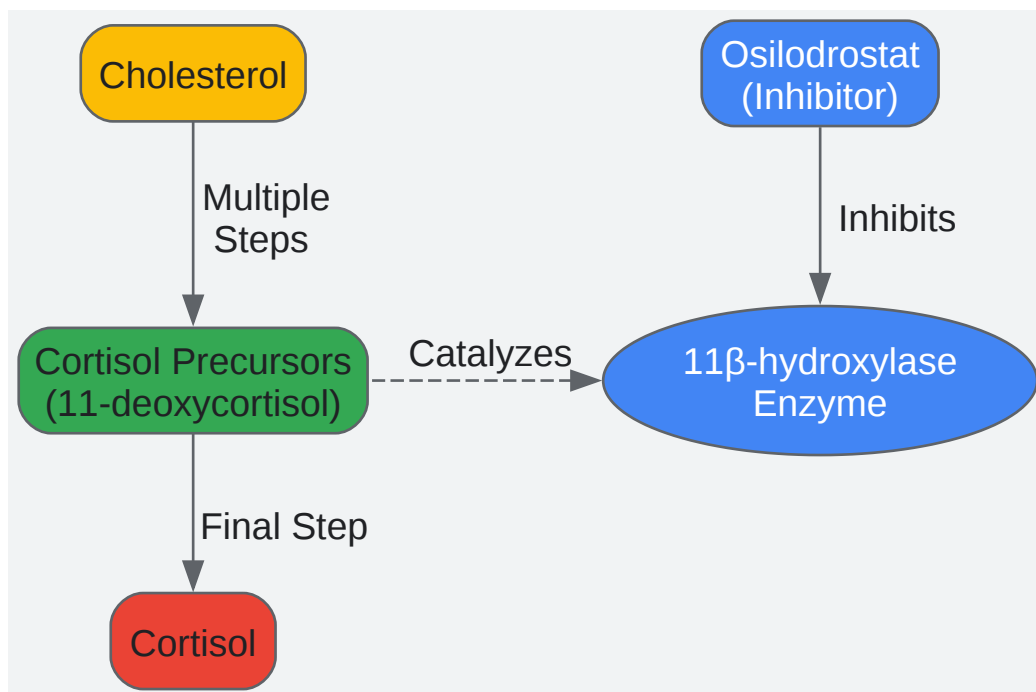 Cholesterol
Osilodrostat
(Inhibitor)
Multiple
Steps
Inhibits
Cortisol Precursors
(11-deoxycortisol)
Catalyzes
11β-hydroxylase
Enzyme
Final Step
Cortisol